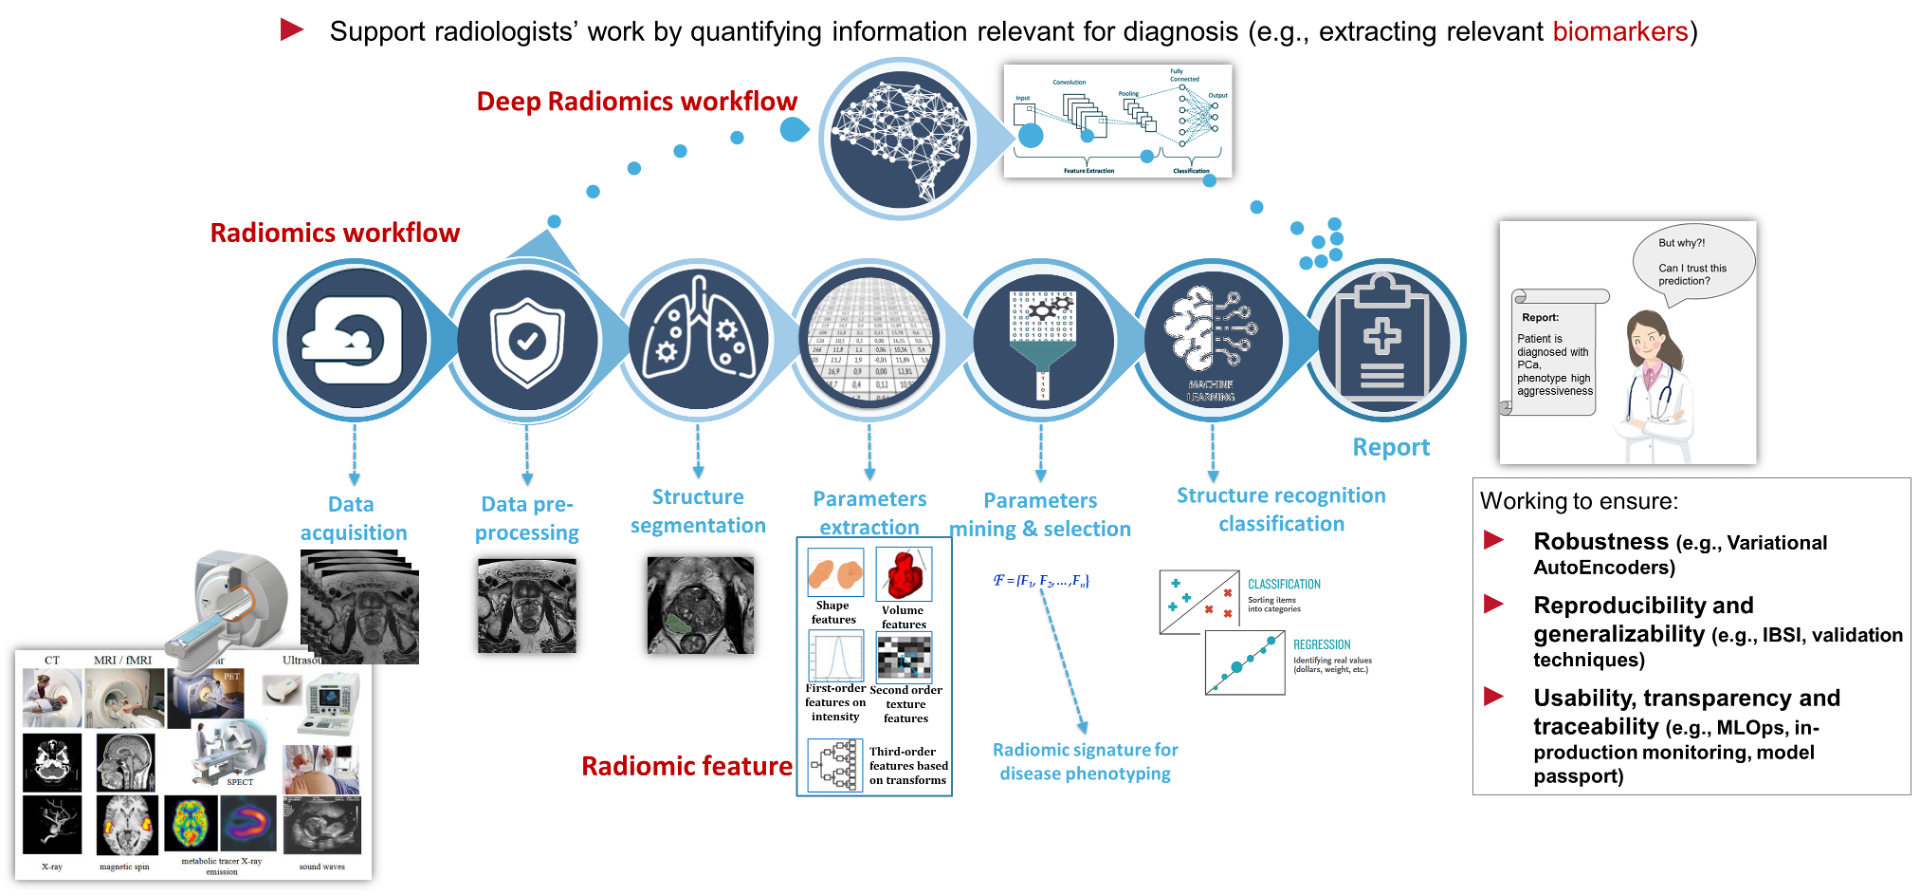 Support radiologists’ work by quantifying information relevant for diagnosis (e.g., extracting relevant biomarkers)
Deep Radiomics workflow
Input
Convolution
Pooling
Fully
Connected
Output
Feature Extraction
Classification
Radiomics workflow
MACHINE
LEARNING
Report
But why?!
Can I trust this
prediction?
Report:
Patient is
diagnosed with
PCa,
phenotype high
aggressiveness
Data
acquisition
Data pre-
processing
Structure
segmentation
Parameters
extraction
Parameters
mining & selection
Structure recognition
classification
Shape
features
Volume
features
First-order
features on
intensity
Second order
texture
features
Third-order
features based
on transforms
Radiomic feature
ℱ = {F1, F2,...,Fn}
Radiomic signature for
disease phenotyping
CLASSIFICATION
Sorting items
into categories
REGRESSION
Identifying real values
(dollars, weight, etc.)
Working to ensure:
Robustness (e.g., Variational
AutoEncoders)
Reproducibility and
generalizability (e.g., IBSI, validation
techniques)
Usability, transparency and
traceability (e.g., MLOps, in-
production monitoring, model
passport)
CT
MRI / fMRI
PET
SPECT
X-ray
magnetic spin
metabolic tracer X-ray
emission
sound waves